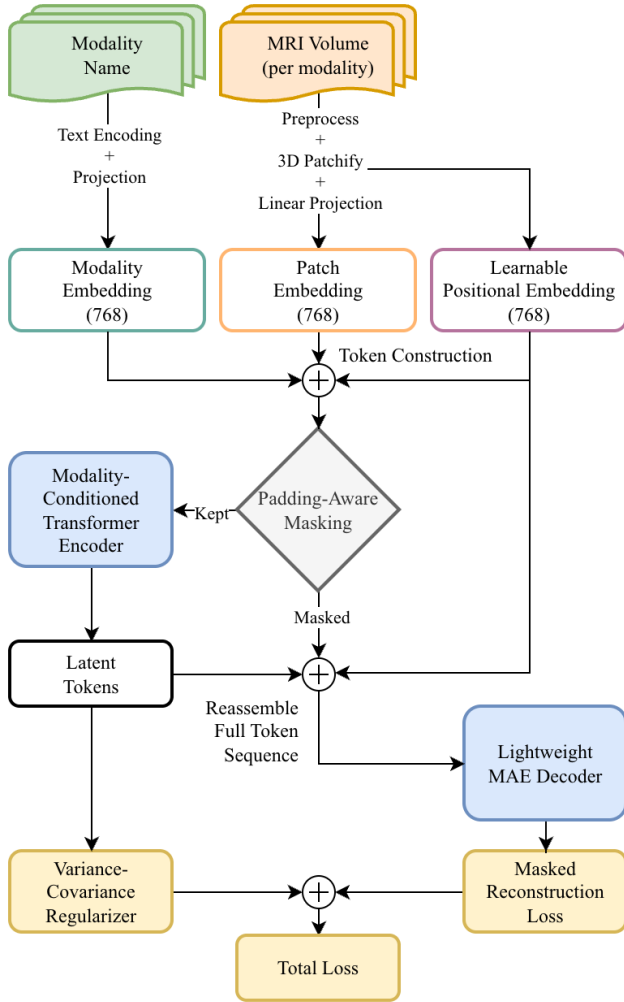 Modality
Name
MRI Volume
(per modality)
Text Encoding
+
Projection
Preprocess
+
3D Patchify
+
Linear Projection
Modality
Embedding
(768)
Patch
Embedding
(768)
Learnable
Positional Embedding
(768)
Token Construction
Padding-Aware
Masking
Kept
Modality-
Conditioned
Transformer
Encoder
Masked
Latent
Tokens
Reassemble
Full Token
Sequence
Lightweight
MAE Decoder
Variance-
Covariance
Regularizer
Masked
Reconstruction
Loss
Total Loss